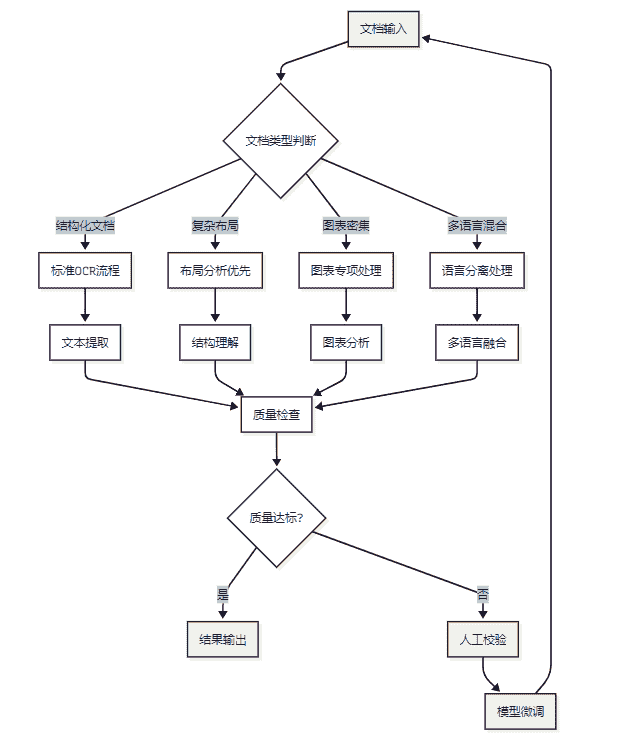 文档输入
文档类型判断
结构化文档
复杂布局
图表密集
多语言混合
标准OCR流程
布局分析优先
图表专项处理
语言分离处理
文本提取
结构理解
图表分析
多语言融合
质量检查
质量达标?
是
否
结果输出
人工校验
模型微调